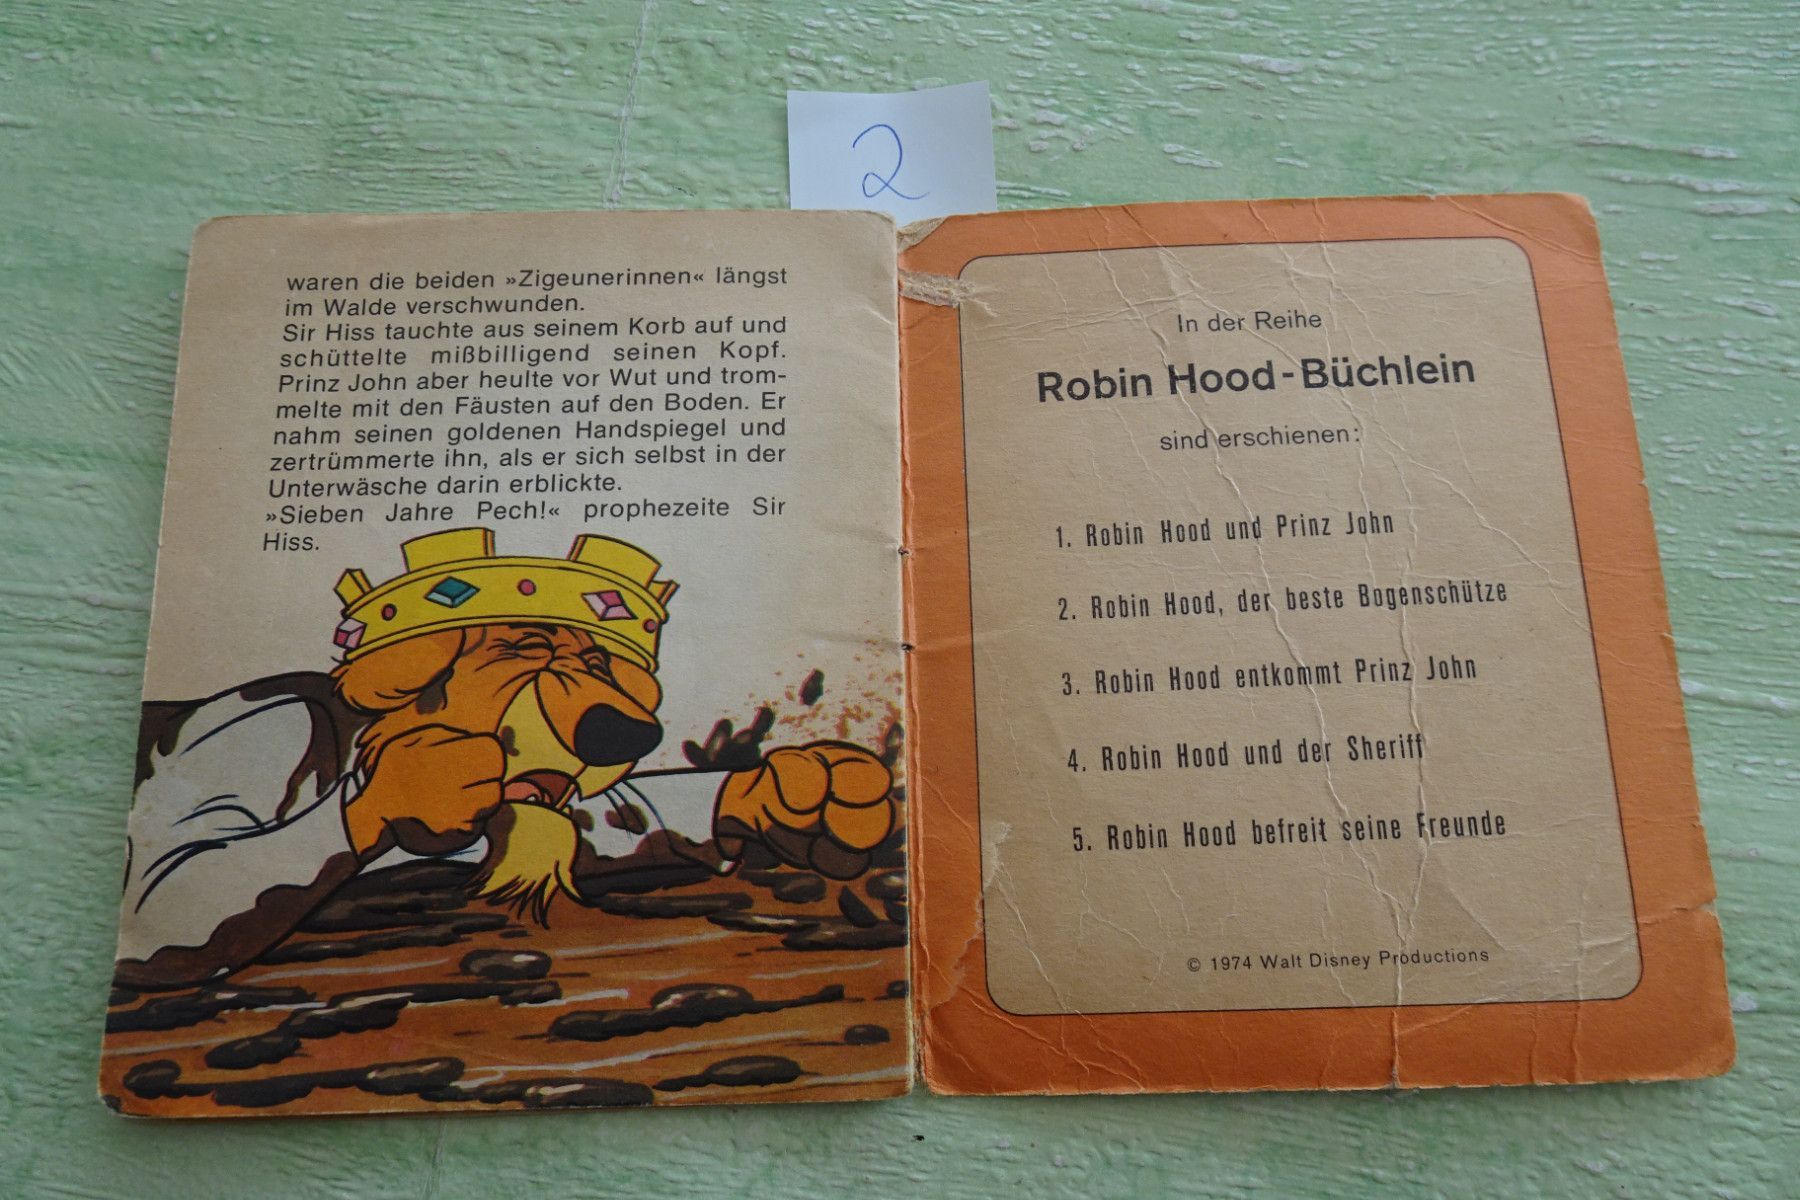 2
waren die beiden »Zigeunerinnen« längst
im Walde verschwunden.
Sir Hiss tauchte aus seinem Korb auf und
schüttelte mißbilligend seinen Kopf.
Prinz John aber heulte vor Wut und trom-
melte mit den Fäusten auf den Boden. Er
nahm seinen goldenen Handspiegel und
zertrümmerte ihn, als er sich selbst in der
Unterwäsche darin erblickte.
»Sieben Jahre Pech!« prophezeite Sir
Hiss.
In der Reihe
Robin Hood-Büchlein
sind erschienen:
1. Robin Hood und Prinz John
2. Robin Hood, der beste Bogenschütze
3. Robin Hood entkommt Prinz John
4. Robin Hood und der Sheriff
5. Robin Hood befreit seine Freunde
© 1974 Walt Disney Productions